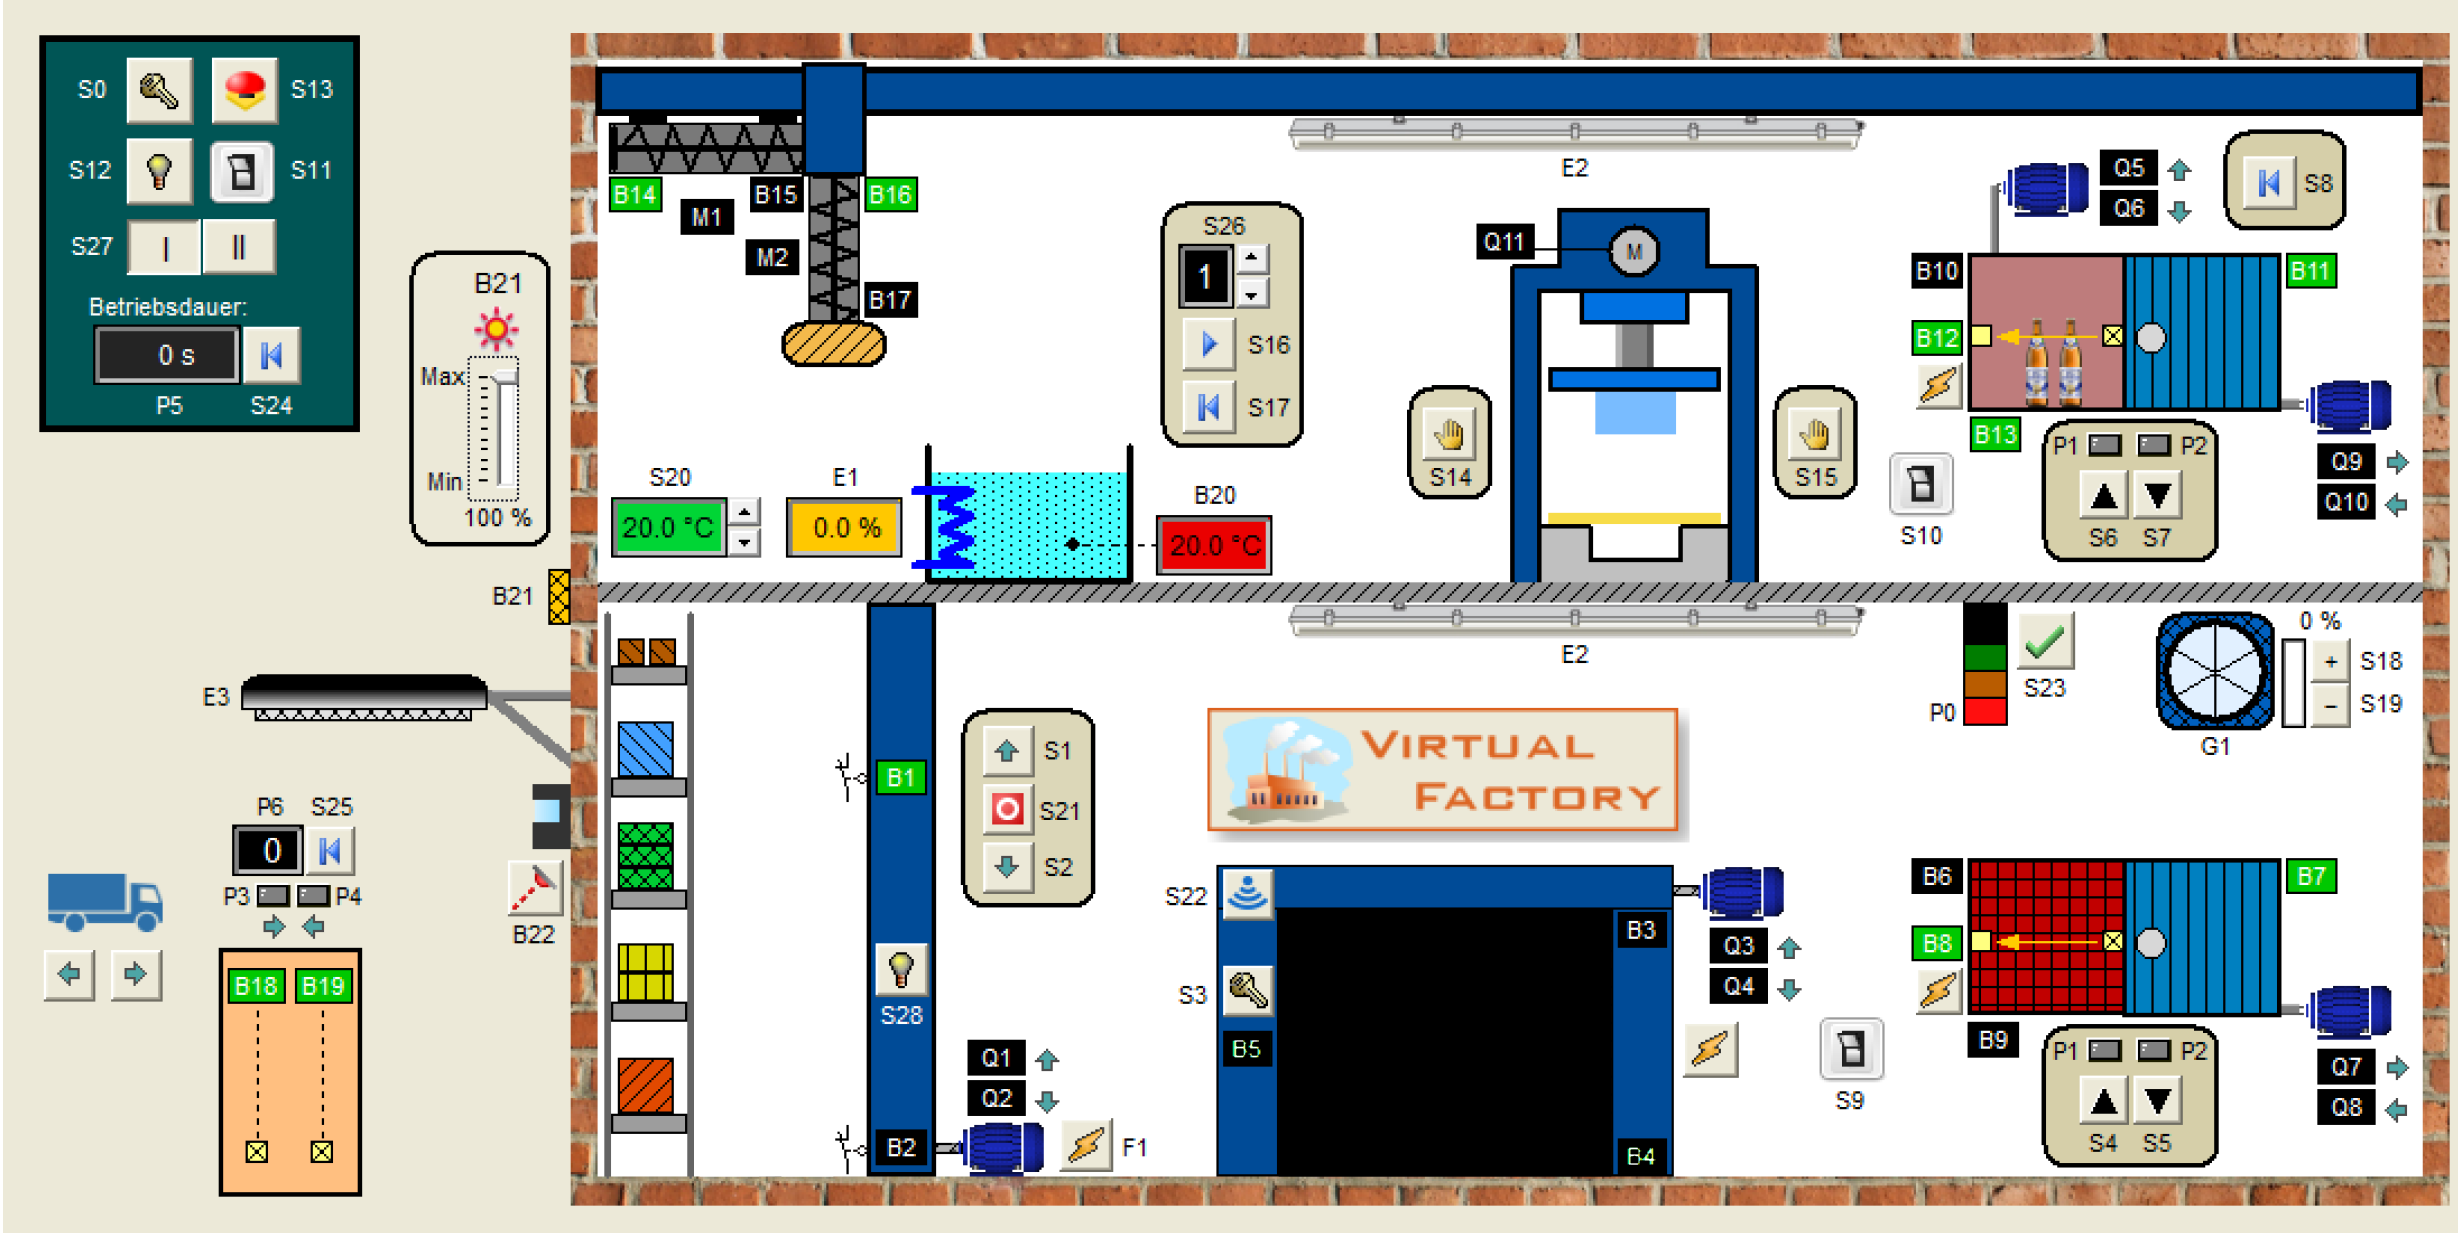 S0
S13
S12
S11
S27
I
II
Betriebsdauer:
0 s
P5
S24
B21
Max
Min
100 %
B21
E3
P6
S25
0
P3
P4
B22
B18
B19
B14
B15
B16
M1
M2
B17
S20
20.0 °C
E1
0.0 %
B20
20.0 °C
S26
1
S16
S17
E2
Q11
M
S14
S15
Q5
Q6
S8
B10
B11
B12
B13
P1
P2
S10
S6
S7
Q9
Q10
B1
S1
S21
S2
S28
Q1
Q2
B2
F1
E2
VIRTUAL
FACTORY
S22
S3
B5
B3
B4
Q3
Q4
S9
P0
S23
0 %
+
S18
−
S19
G1
B6
B7
B8
B9
P1
P2
S4
S5
Q7
Q8